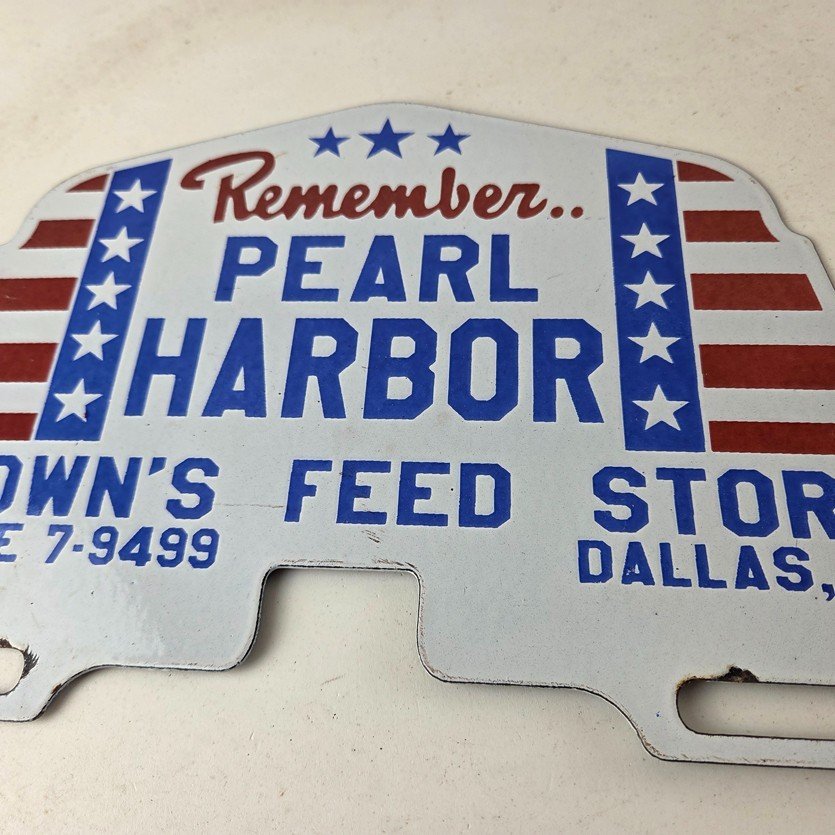 Remember..
PEARL
HARBOR
OWN'S FEED STOR
E 7-9499 DALLAS,